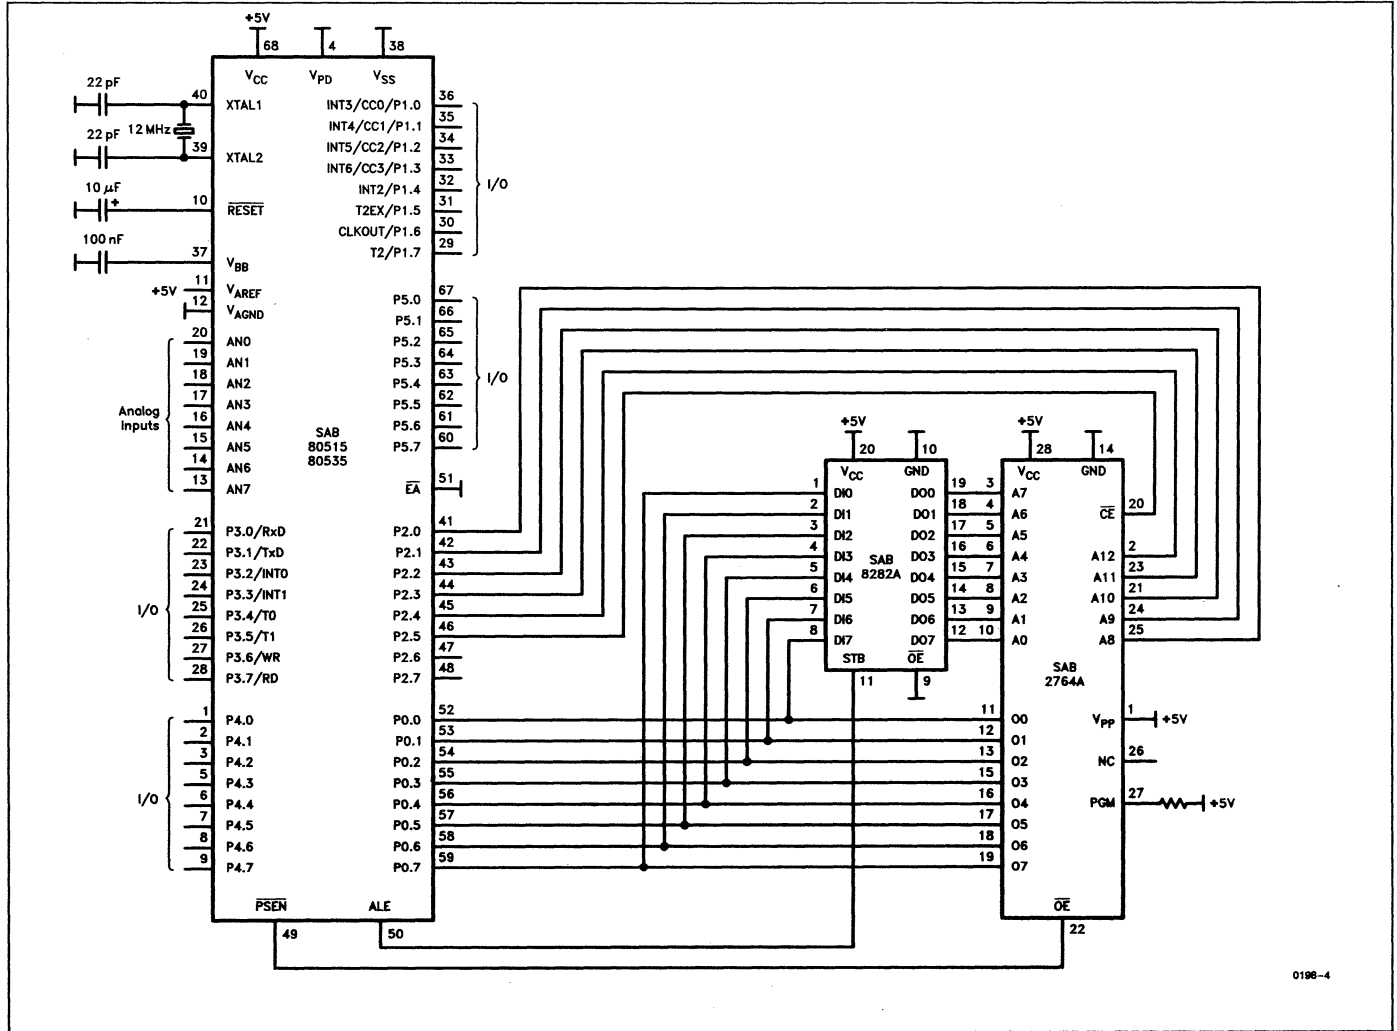 +5V
68 4 38
VCC VPD VSS
22 pF
40 XTAL1
12 MHz
22 pF
39 XTAL2
10 μF
+
10 RESET
100 nF
37 VBB
+5V 11 VAREF
12 VAGND
20 AN0
19 AN1
18 AN2
17 AN3
16 AN4
15 AN5
14 AN6
13 AN7
Analog
Inputs
21 P3.0/RxD
22 P3.1/TxD
23 P3.2/INT0
24 P3.3/INT1
25 P3.4/T0
26 P3.5/T1
27 P3.6/WR
28 P3.7/RD
I/O
1 P4.0
2 P4.1
3 P4.2
5 P4.3
6 P4.4
7 P4.5
8 P4.6
9 P4.7
I/O
SAB
80515
80535
INT3/CC0/P1.0 36
INT4/CC1/P1.1 35
INT5/CC2/P1.2 34
INT6/CC3/P1.3 33
INT2/P1.4 32
T2EX/P1.5 31
CLKOUT/P1.6 30
T2/P1.7 29
I/O
P5.0 67
P5.1 66
P5.2 65
P5.3 64
P5.4 63
P5.5 62
P5.6 61
P5.7 60
I/O
EA 51
P2.0 41
P2.1 42
P2.2 43
P2.3 44
P2.4 45
P2.5 46
P2.6 47
P2.7 48
P0.0 52
P0.1 53
P0.2 54
P0.3 55
P0.4 56
P0.5 57
P0.6 58
P0.7 59
PSEN ALE
49 50
+5V
20 10
VCC GND
1 DI0 DO0 19
2 DI1 DO1 18
3 DI2 DO2 17
4 DI3 DO3 16
5 DI4 DO4 15
6 DI5 DO5 14
7 DI6 DO6 13
8 DI7 DO7 12
SAB
8282A
STB OE
11 9
+5V
28 14
VCC GND
3 A7
4 A6
5 A5
6 A4
7 A3
8 A2
9 A1
10 A0
CE 20
A12 2
A11 23
A10 21
A9 24
A8 25
SAB
2764A
11 O0
12 O1
13 O2
15 O3
16 O4
17 O5
18 O6
19 O7
VPP 1 +5V
NC 26
PGM 27 +5V
OE
22
0198-4